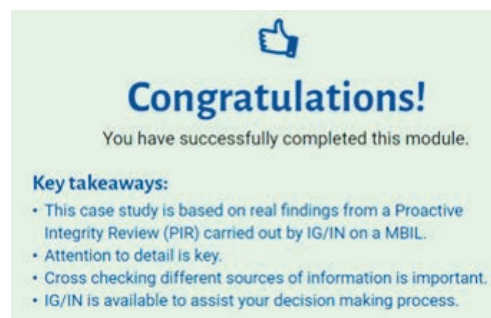 Congratulations!
You have successfully completed this module.
Key takeaways:
• This case study is based on real findings from a Proactive
Integrity Review (PIR) carried out by IG/IN on a MBIL.
• Attention to detail is key.
• Cross checking different sources of information is important.
• IG/IN is available to assist your decision making process.